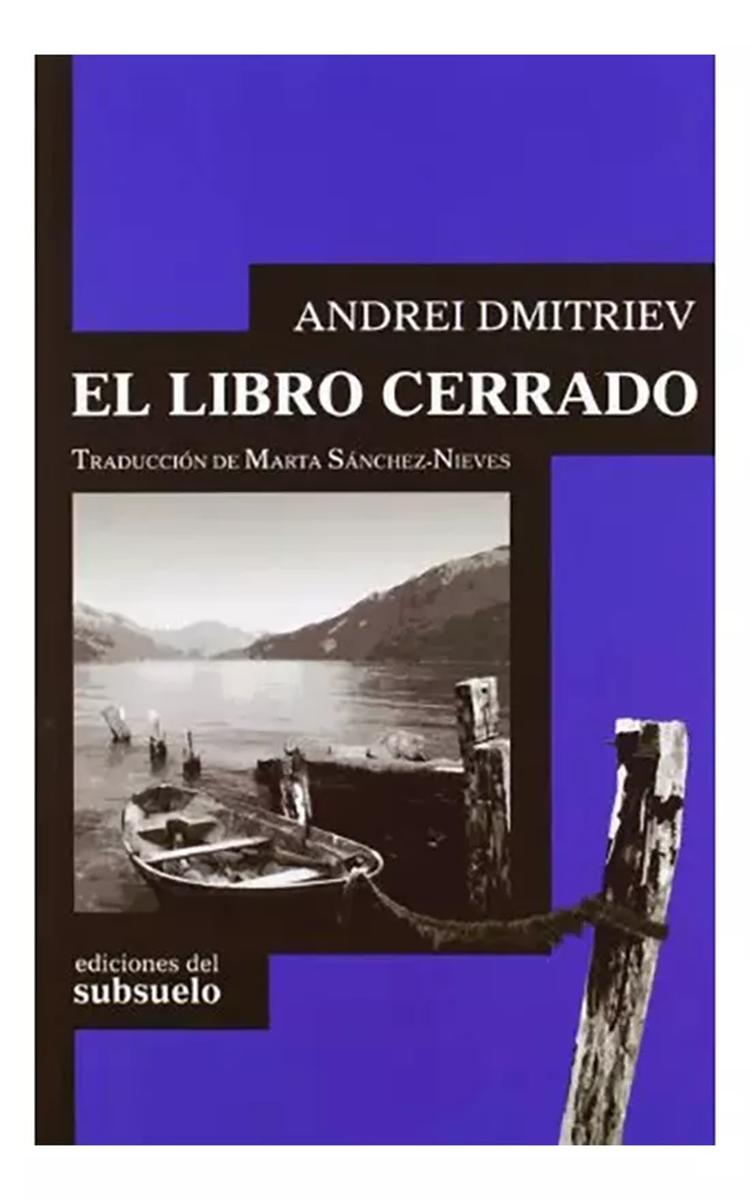 ANDREI DMITRIEV
EL LIBRO CERRADO
TRADUCCIÓN DE MARTA SÁNCHEZ-NIEVES
ediciones del
subsuelo